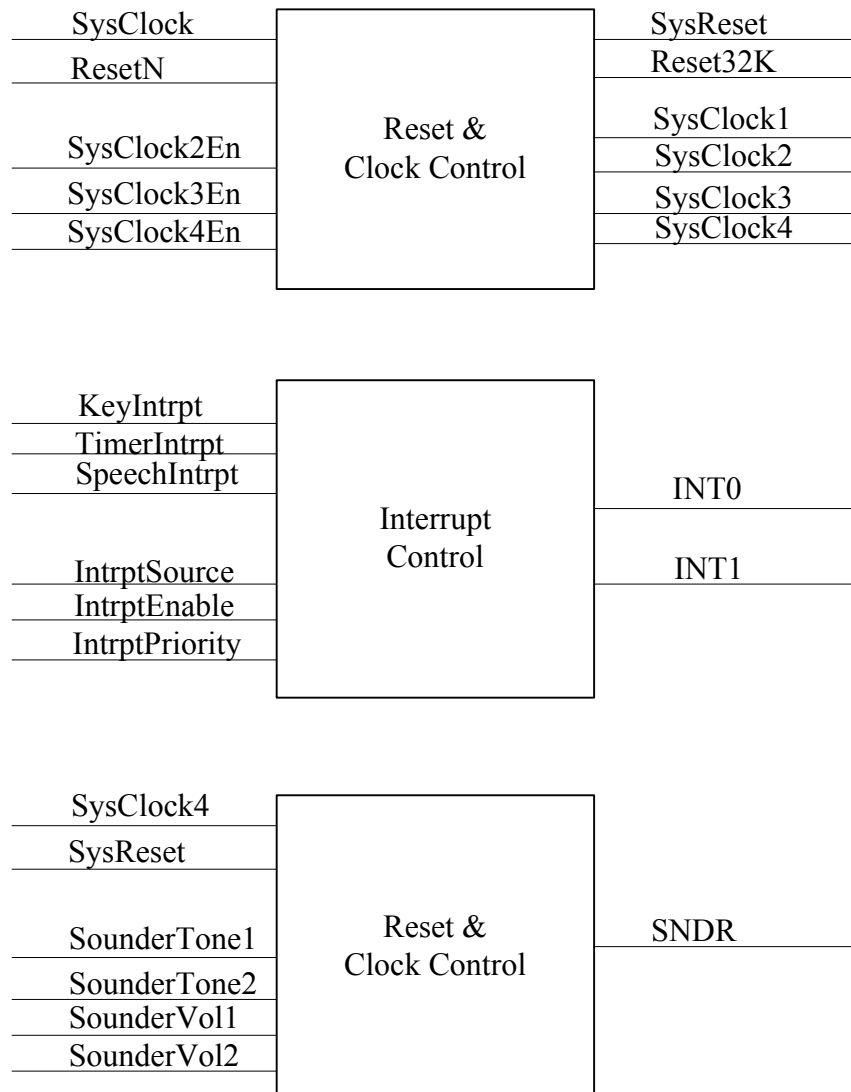 SysClock
ResetN
SysClock2En
SysClock3En
SysClock4En
Reset &
Clock Control
SysReset
Reset32K
SysClock1
SysClock2
SysClock3
SysClock4
KeyIntrpt
TimerIntrpt
SpeechIntrpt
IntrptSource
IntrptEnable
IntrptPriority
Interrupt
Control
INT0
INT1
SysClock4
SysReset
SounderTone1
SounderTone2
SounderVol1
SounderVol2
Reset &
Clock Control
SNDR